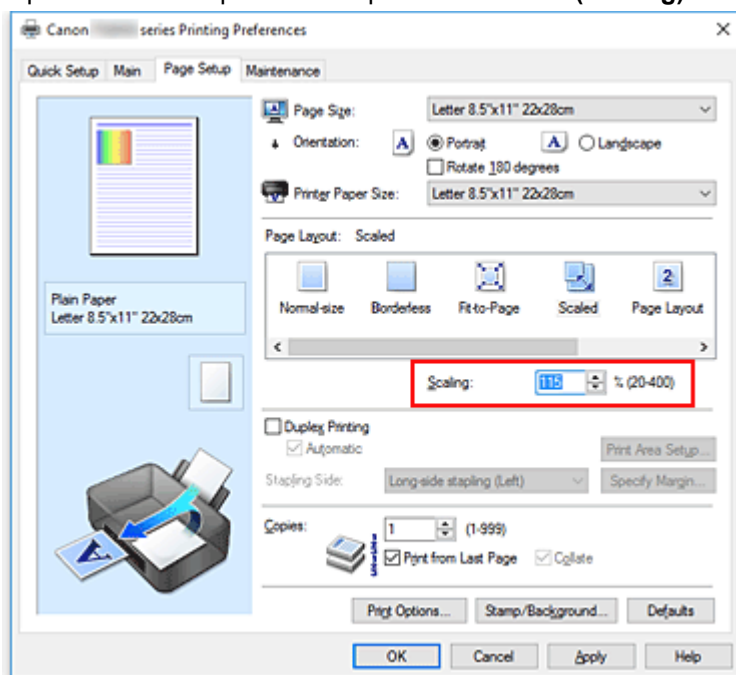 (
g)
Canon series Printing Preferences
Quick Setup Main Page Setup Maintenance
Page Size: Letter 8.5"x11" 22x28cm
Orientation: A Portrait A Landscape
Rotate 180 degrees
Printer Paper Size: Letter 8.5"x11" 22x28cm
Page Layout: Scaled
Normal-size Borderless Fit-to-Page Scaled 2 Page Layout
Plain Paper
Letter 8.5"x11" 22x28cm
Scaling: 115 % (20-400)
Duplex Printing
Automatic Print Area Setup...
Stapling Side: Long-side stapling (Left) Specify Margin...
Copies: 1 (1-999)
Print from Last Page Collate
A
Print Options... Stamp/Background... Defaults
OK Cancel Apply Help